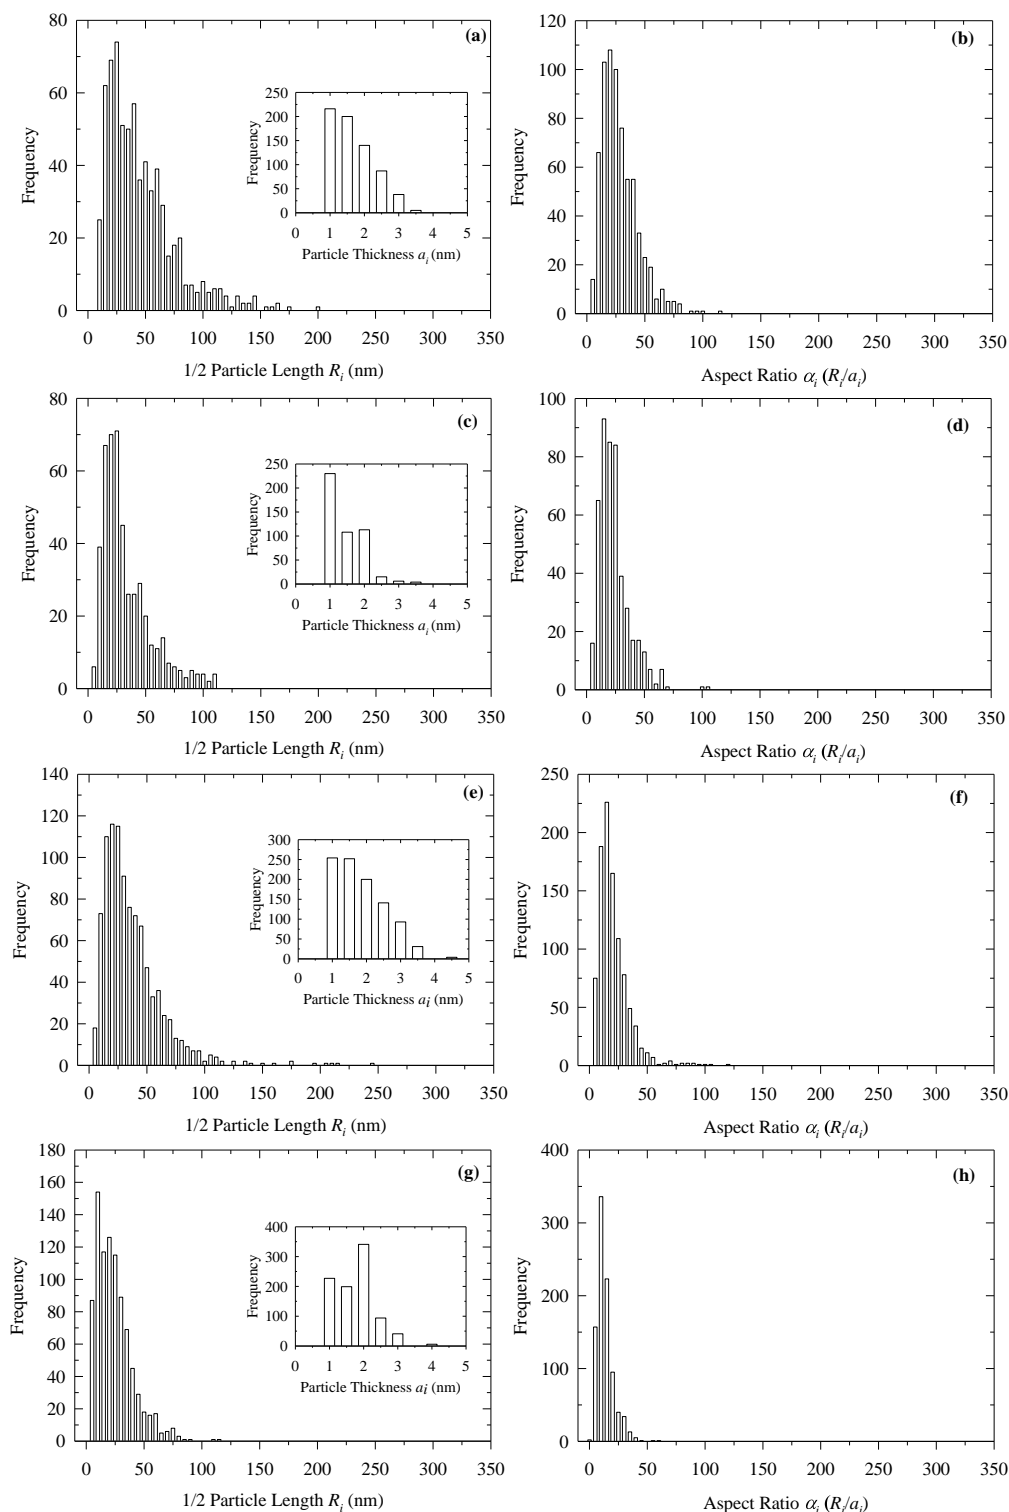 (a)
80
60
40
20
0
Frequency
0 50 100 150 200 250 300 350
1/2 Particle Length R_i (nm)
250
200
150
100
50
0
Frequency
0 1 2 3 4 5
Particle Thickness a_i (nm)
(b)
120
100
80
60
40
20
0
Frequency
0 50 100 150 200 250 300 350
Aspect Ratio α_i (R_i/a_i)
(c)
80
60
40
20
0
Frequency
0 50 100 150 200 250 300 350
1/2 Particle Length R_i (nm)
250
200
150
100
50
0
Frequency
0 1 2 3 4 5
Particle Thickness a_i (nm)
(d)
100
80
60
40
20
0
Frequency
0 50 100 150 200 250 300 350
Aspect Ratio α_i (R_i/a_i)
(e)
140
120
100
80
60
40
20
0
Frequency
0 50 100 150 200 250 300 350
1/2 Particle Length R_i (nm)
300
250
200
150
100
50
0
Frequency
0 1 2 3 4 5
Particle Thickness ai (nm)
(f)
250
200
150
100
50
0
Frequency
0 50 100 150 200 250 300 350
Aspect Ratio α_i (R_i/a_i)
(g)
180
160
140
120
100
80
60
40
20
0
Frequency
0 50 100 150 200 250 300 350
1/2 Particle Length R_i (nm)
400
300
200
100
0
Frequency
0 1 2 3 4 5
Particle Thickness ai (nm)
(h)
400
300
200
100
0
Frequency
0 50 100 150 200 250 300 350
Aspect Ratio α_i (R_i/a_i)